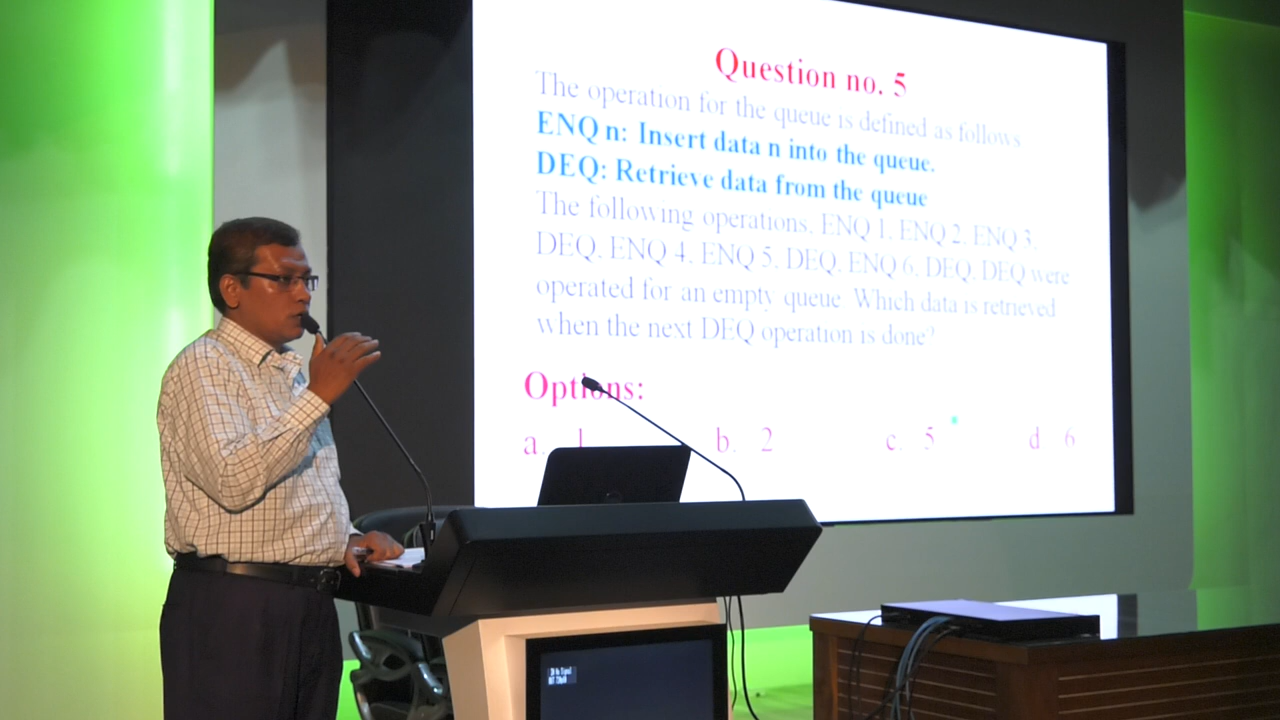 Question no. 5
The operation for the queue is defined as follows
ENQ n: Insert data n into the queue.
DEQ: Retrieve data from the queue
The following operations, ENQ 1, ENQ 2, ENQ 3,
DEQ, ENQ 4, ENQ 5, DEQ, ENQ 6, DEQ, DEQ were
operated for an empty queue. Which data is retrieved
when the next DEQ operation is done?
Options:
a. 1 b. 2 c. 5 d 6